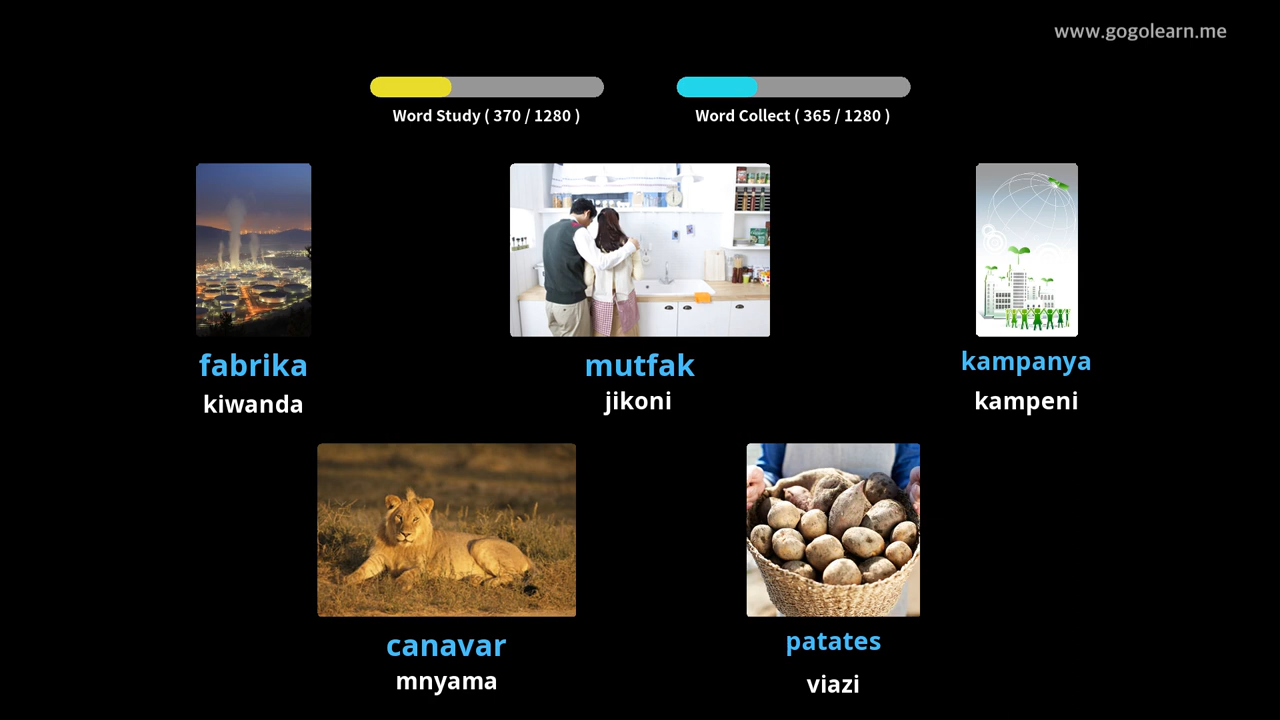 www.gogolearn.me
Word Study ( 370 / 1280 )
Word Collect ( 365 / 1280 )
fabrika
kiwanda
mutfak
jikoni
kampanya
kampeni
canavar
mnyama
patates
viazi